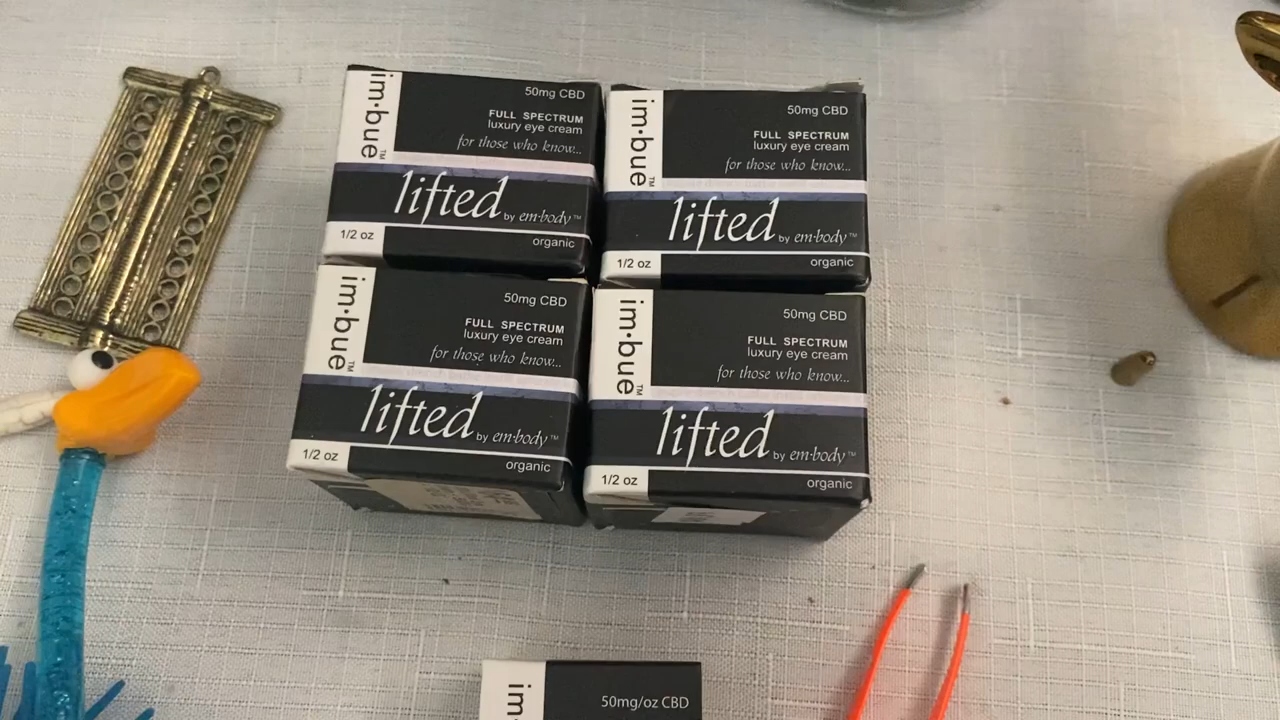 im·bue™
50mg CBD
FULL SPECTRUM
luxury eye cream
for those who know...
lifted by em·body™
1/2 oz
organic
im·bue™
50mg CBD
FULL SPECTRUM
luxury eye cream
for those who know...
lifted by em·body™
1/2 oz
organic
im·bue™
50mg CBD
FULL SPECTRUM
luxury eye cream
for those who know...
lifted by em·body™
1/2 oz
organic
im·bue™
50mg CBD
FULL SPECTRUM
luxury eye cream
for those who know...
lifted by em·body™
1/2 oz
organic
50mg/oz CBD